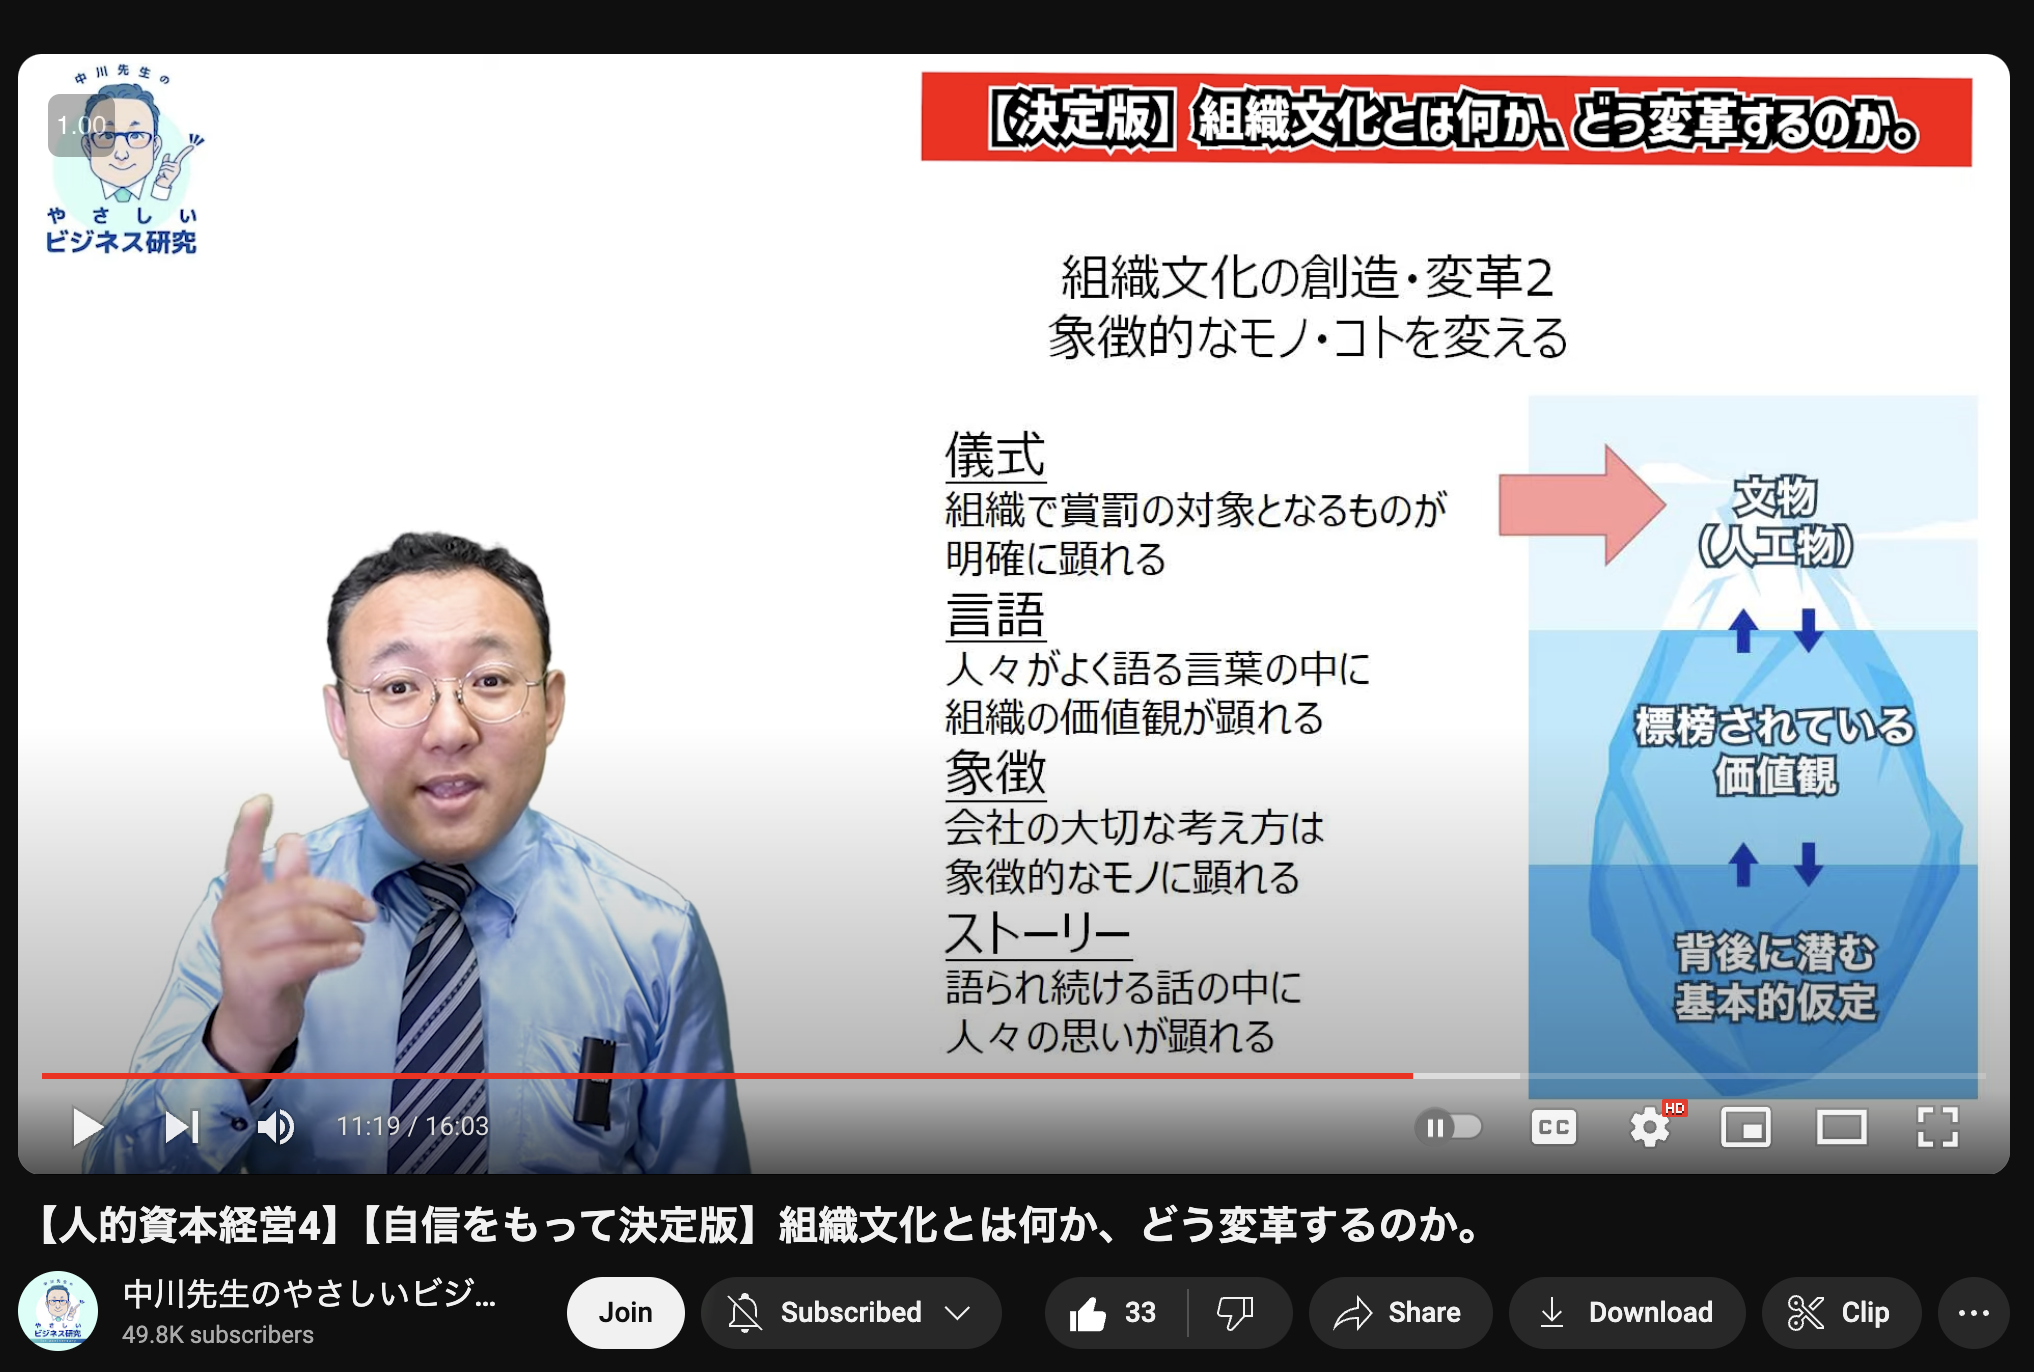 中川先生の
1.00
やさしい
ビジネス研究
【決定版】組織文化とは何か、どう変革するのか。
組織文化の創造・変革2
象徴的なモノ・コトを変える
儀式
組織で賞罰の対象となるものが
明確に顕れる
言語
人々がよく語る言葉の中に
組織の価値観が顕れる
象徴
会社の大切な考え方は
象徴的なモノに顕れる
ストーリー
語られ続ける話の中に
人々の思いが顕れる
文物
(人工物)
標榜されている
価値観
背後に潜む
基本的仮定
11:19 / 16:03
CC
HD
【人的資本経営4】【自信をもって決定版】組織文化とは何か、どう変革するのか。
中川先生のやさしいビジ...
49.8K subscribers
Join
Subscribed
33
Share
Download
Clip
やさしい
ビジネス研究